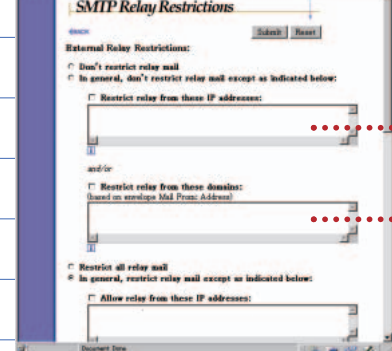 SMTP Relay Restrictions
Submit Reset
External Relay Restrictions:
Don't restrict relay mail
In general, don't restrict relay mail except as indicated below:
Restrict relay from these IP addresses:
and/or
Restrict relay from these domains:
(based on envelope Mail From: Address)
Restrict all relay mail
In general, restrict relay mail except as indicated below:
Allow relay from these IP addresses:
Document: Done